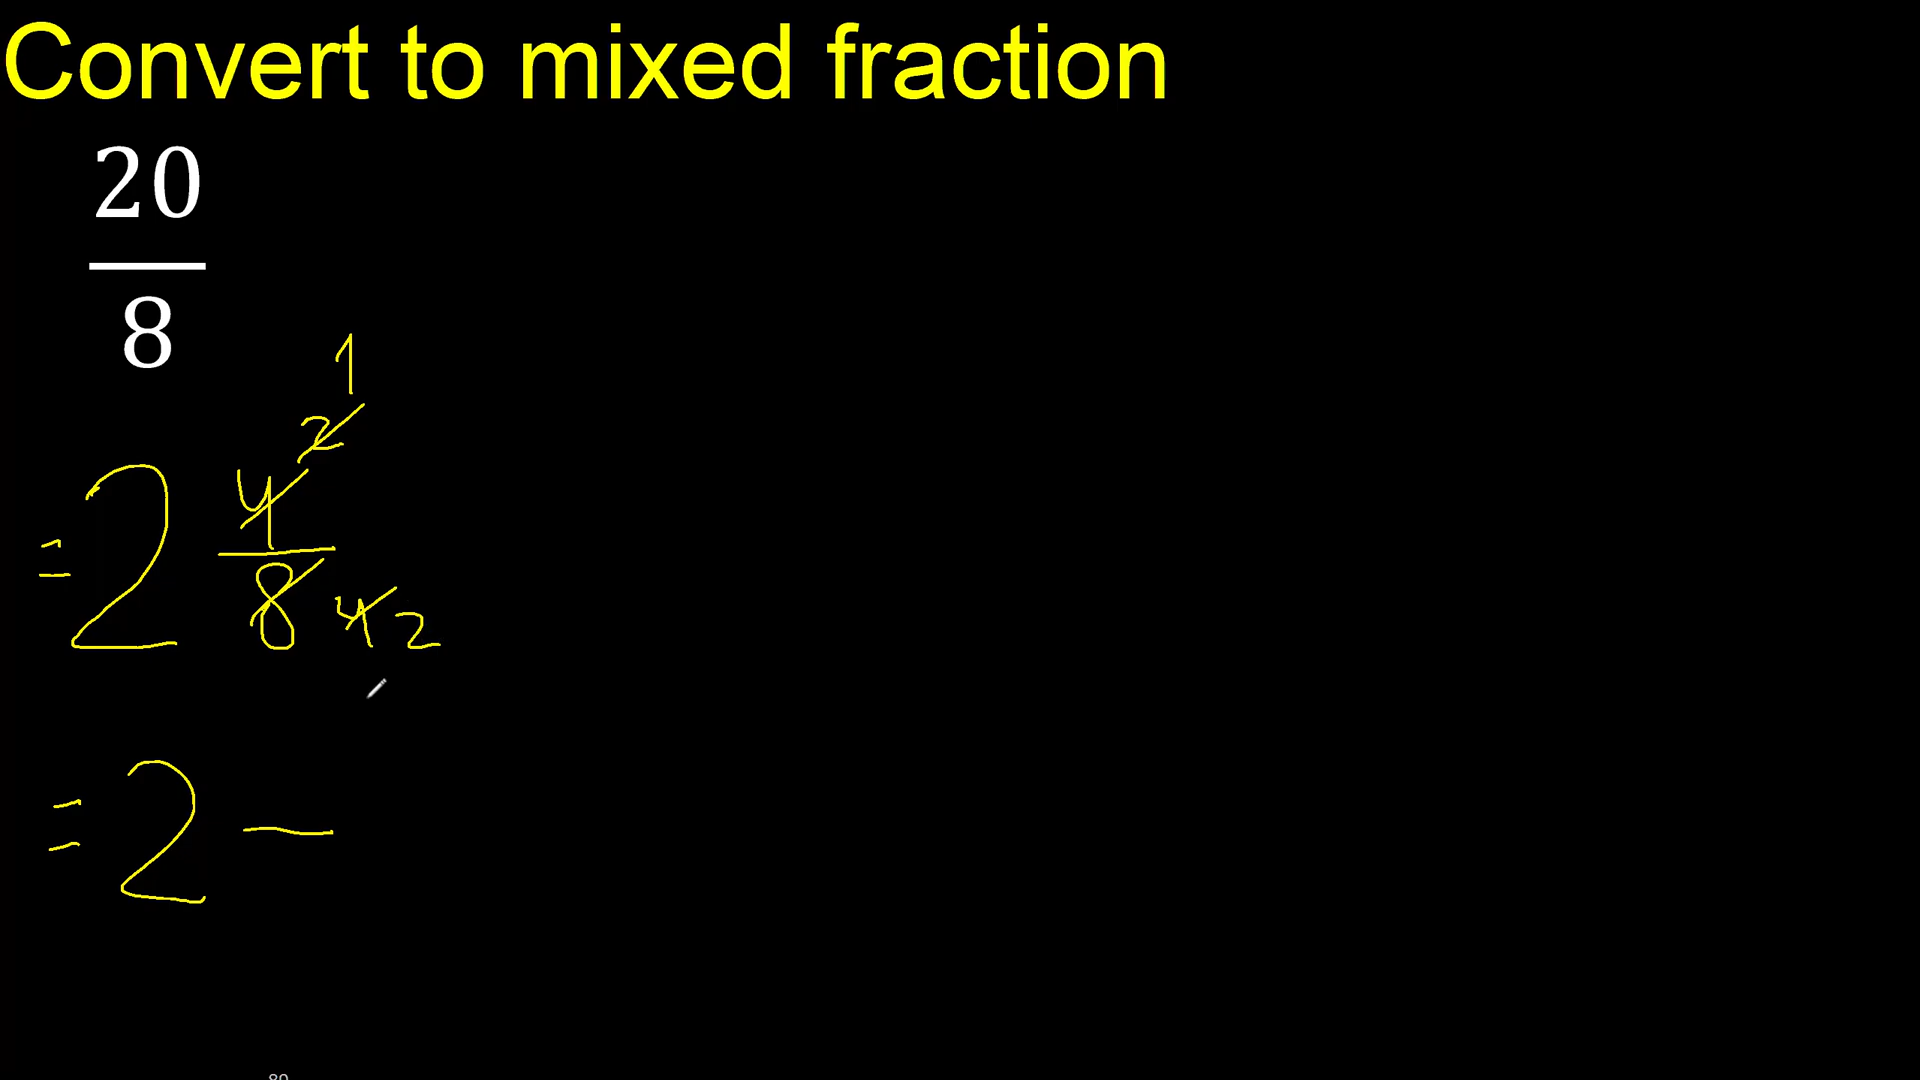 Convert to mixed fraction
20
8
1
2
= 2 4
8 4 2
= 2 —